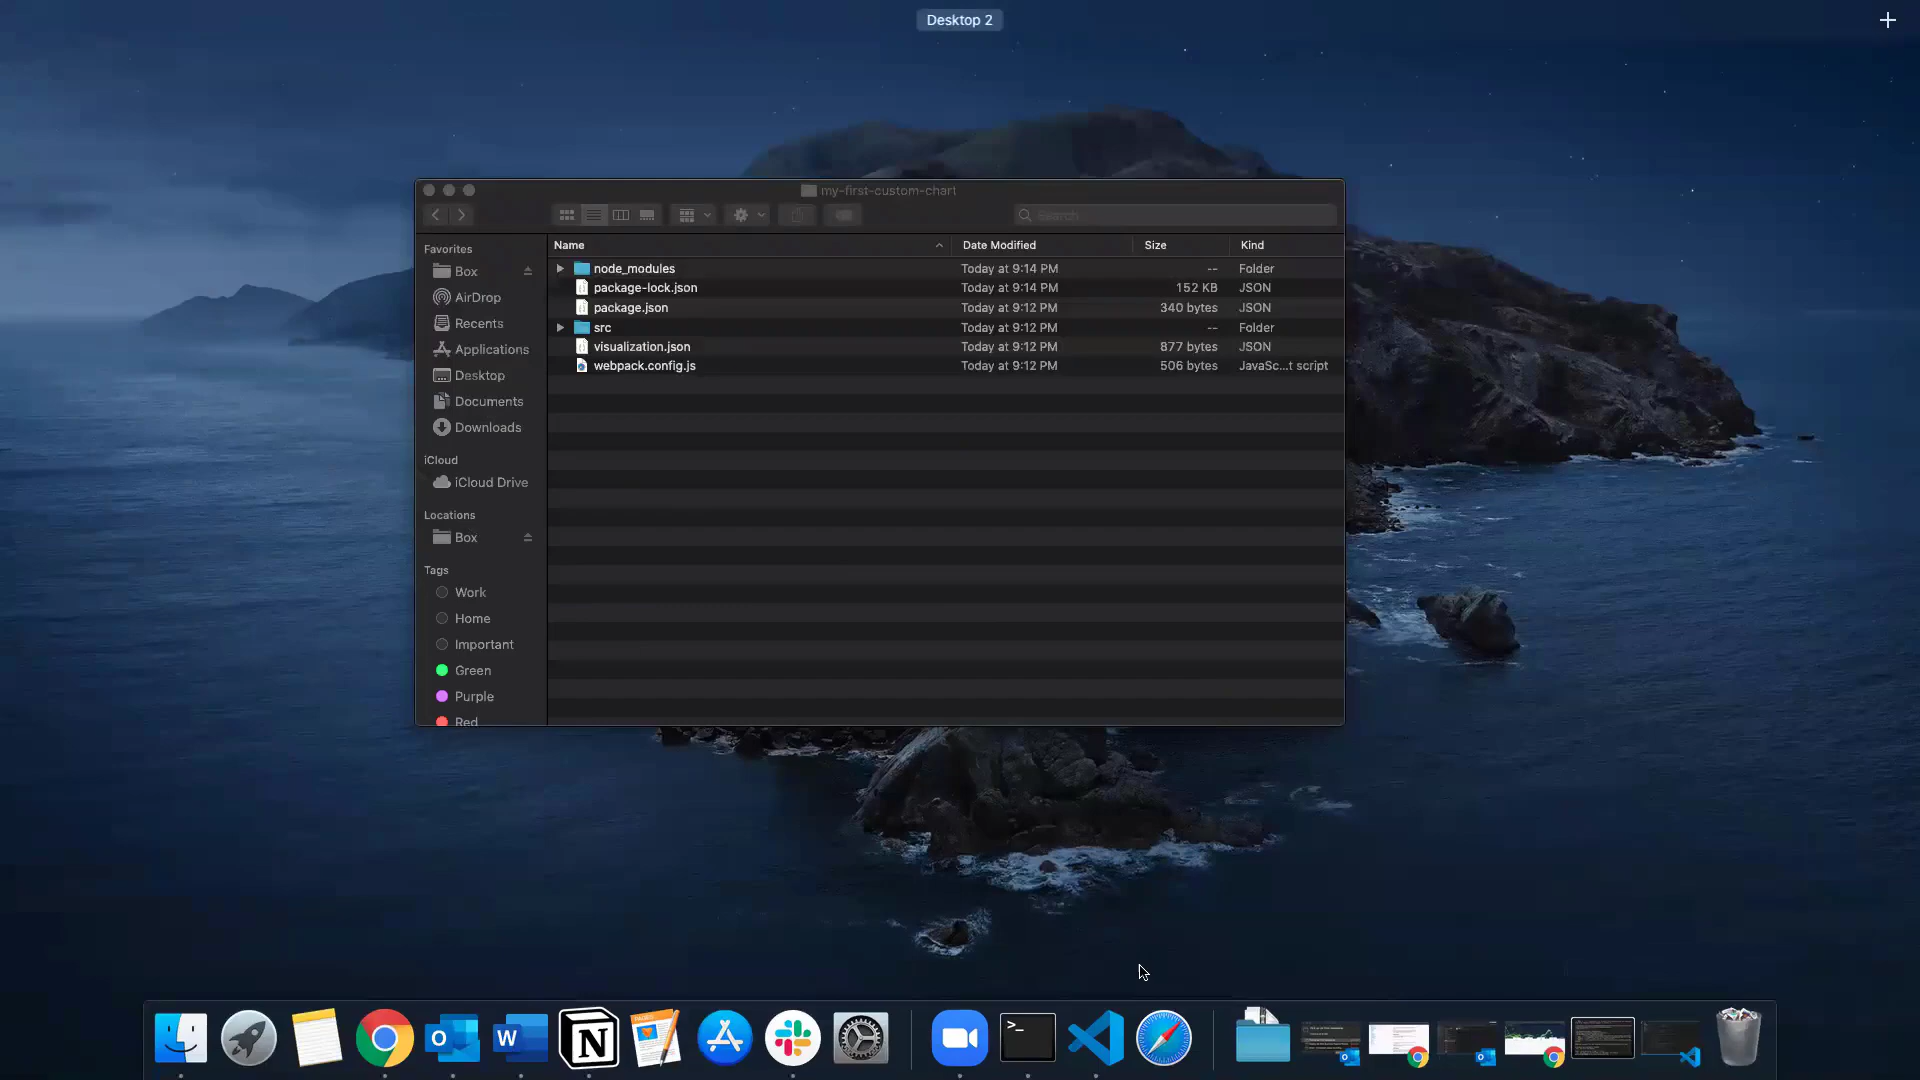 Desktop 2
my-first-custom-chart
Search
Favorites
Box
AirDrop
Recents
Applications
Desktop
Documents
Downloads
iCloud
iCloud Drive
Locations
Box
Tags
Work
Home
Important
Green
Purple
Red
Name Date Modified Size Kind
node_modules Today at 9:14 PM -- Folder
package-lock.json Today at 9:14 PM 152 KB JSON
package.json Today at 9:12 PM 340 bytes JSON
src Today at 9:12 PM -- Folder
visualization.json Today at 9:12 PM 877 bytes JSON
webpack.config.js Today at 9:12 PM 506 bytes JavaSc...t script